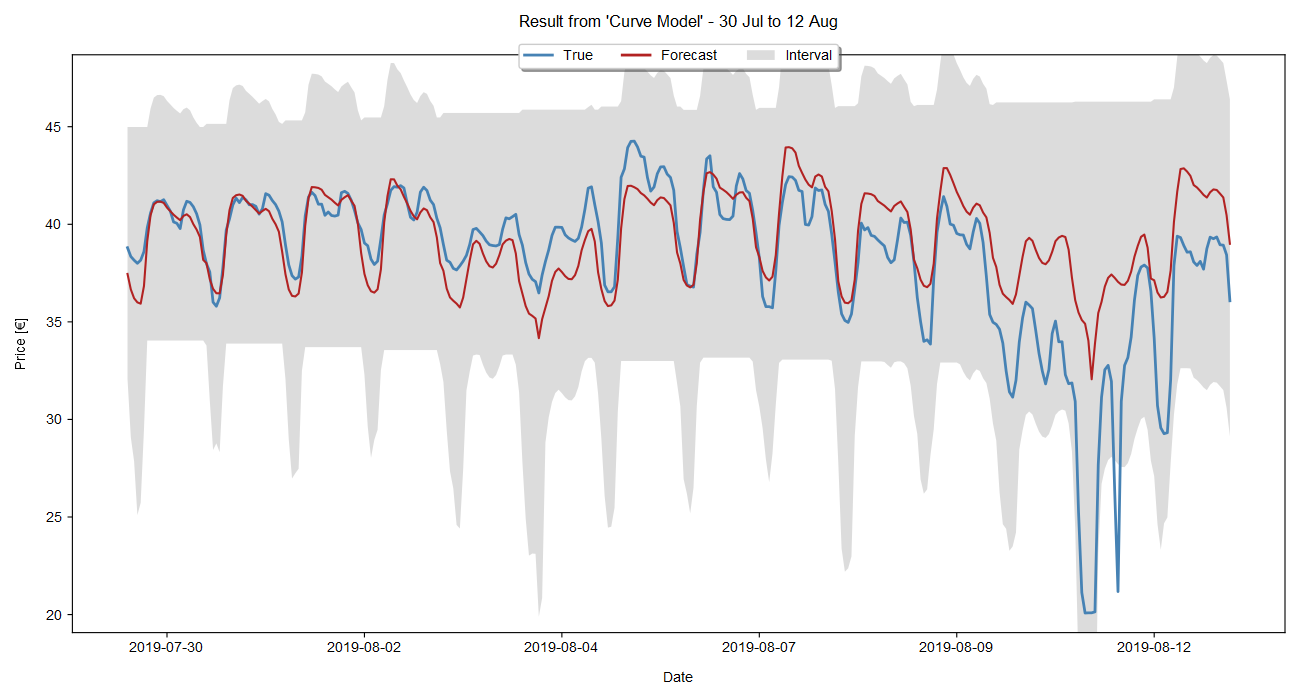 Result from 'Curve Model' - 30 Jul to 12 Aug
True Forecast Interval
Price [€]
45
40
35
30
25
20
2019-07-30 2019-08-02 2019-08-04 2019-08-07 2019-08-09 2019-08-12
Date